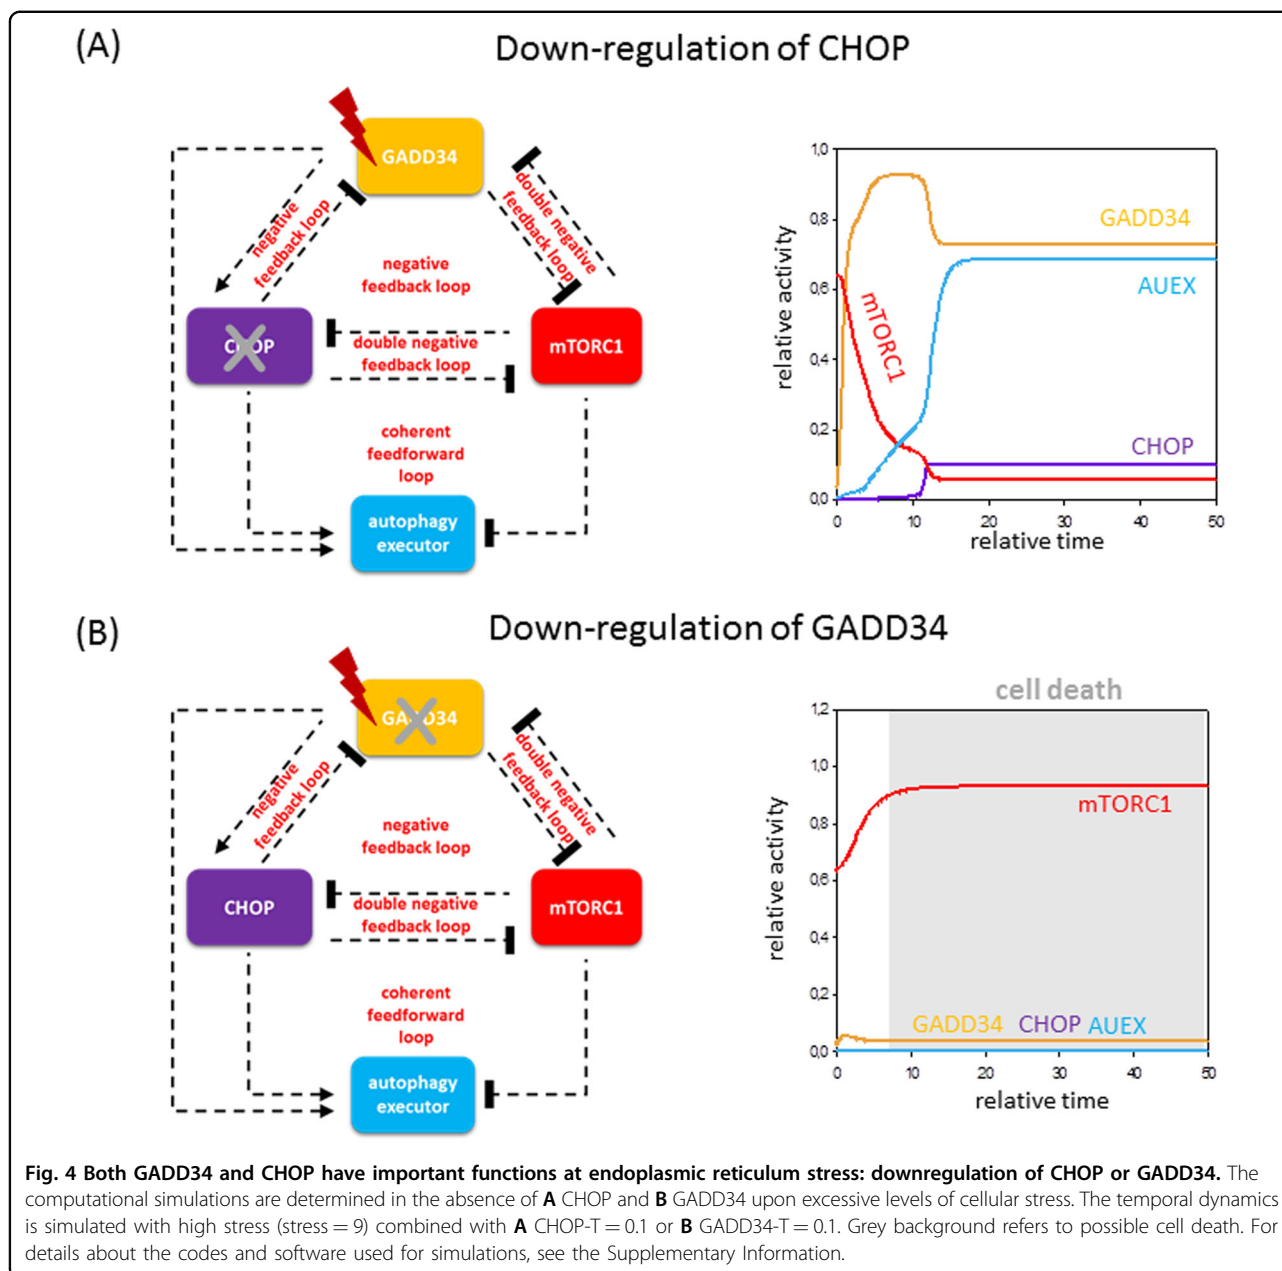 (A)
Down-regulation of CHOP
GADD34
negative
feedback loop
double negative
feedback loop
negative
feedback loop
CHOP
double negative
feedback loop
mTORC1
coherent
feedforward
loop
autophagy
executor
relative activity
1,0
0,8
0,6
0,4
0,2
0,0
GADD34
AUEX
mTORC1
CHOP
0
10
20
30
40
50
relative time
(B)
Down-regulation of GADD34
GADD34
negative
feedback loop
double negative
feedback loop
negative
feedback loop
CHOP
double negative
feedback loop
mTORC1
coherent
feedforward
loop
autophagy
executor
cell death
relative activity
1,2
1,0
0,8
0,6
0,4
0,2
0,0
mTORC1
GADD34 CHOP AUEX
0
10
20
30
40
50
relative time
Fig. 4 Both GADD34 and CHOP have important functions at endoplasmic reticulum stress: downregulation of CHOP or GADD34. The
computational simulations are determined in the absence of A CHOP and B GADD34 upon excessive levels of cellular stress. The temporal dynamics
is simulated with high stress (stress = 9) combined with A CHOP-T = 0.1 or B GADD34-T = 0.1. Grey background refers to possible cell death. For
details about the codes and software used for simulations, see the Supplementary Information.